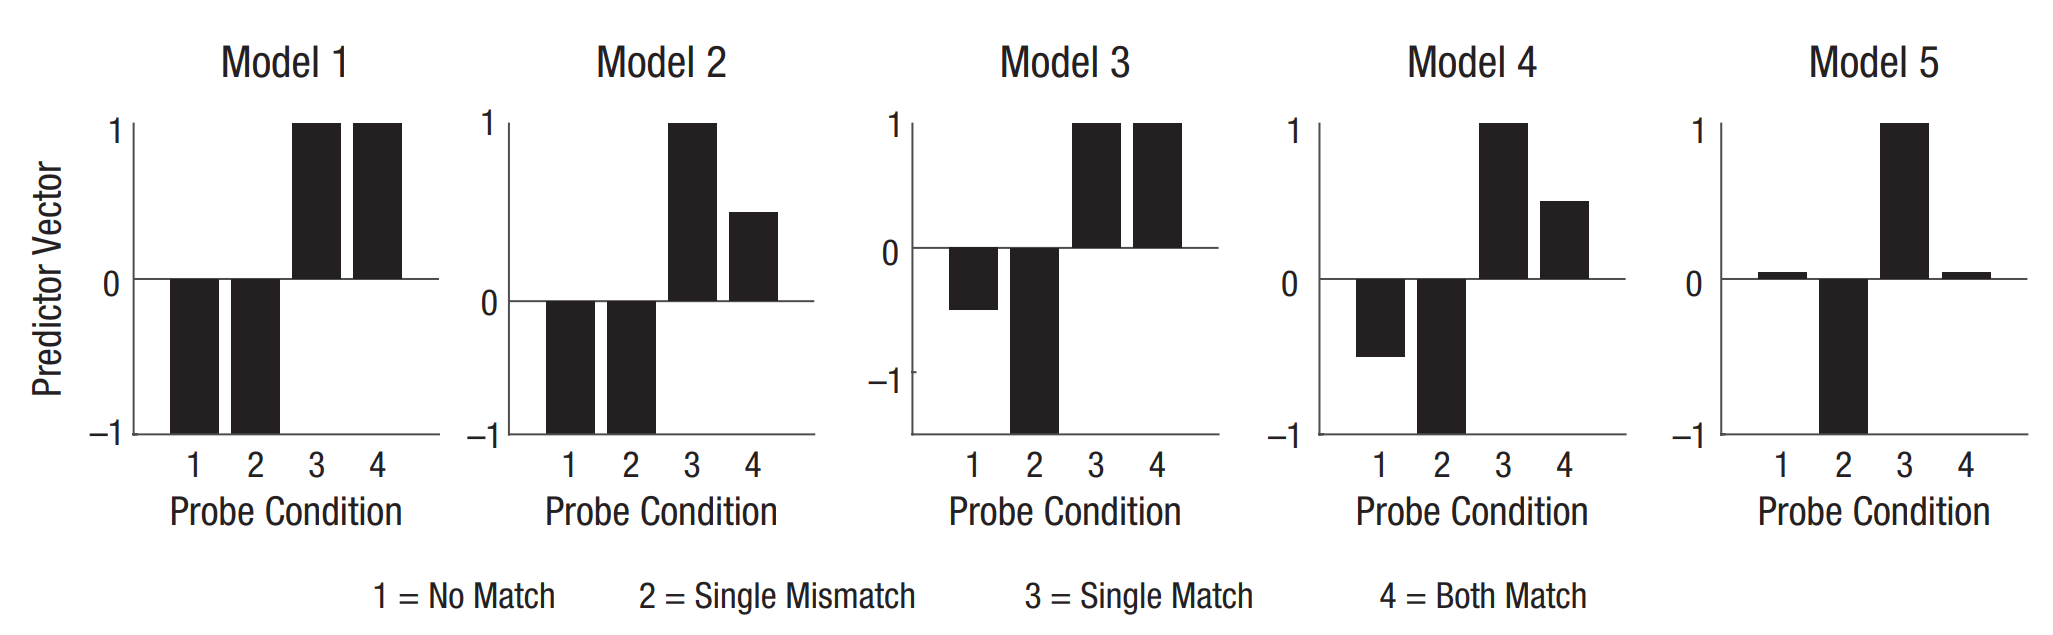 Model 1 Model 2 Model 3 Model 4 Model 5
Predictor Vector
1 0 –1
1 0 –1
1 0 –1
1 0 –1
1 0 –1
1 2 3 4 1 2 3 4 1 2 3 4 1 2 3 4 1 2 3 4
Probe Condition Probe Condition Probe Condition Probe Condition Probe Condition
1 = No Match 2 = Single Mismatch 3 = Single Match 4 = Both Match